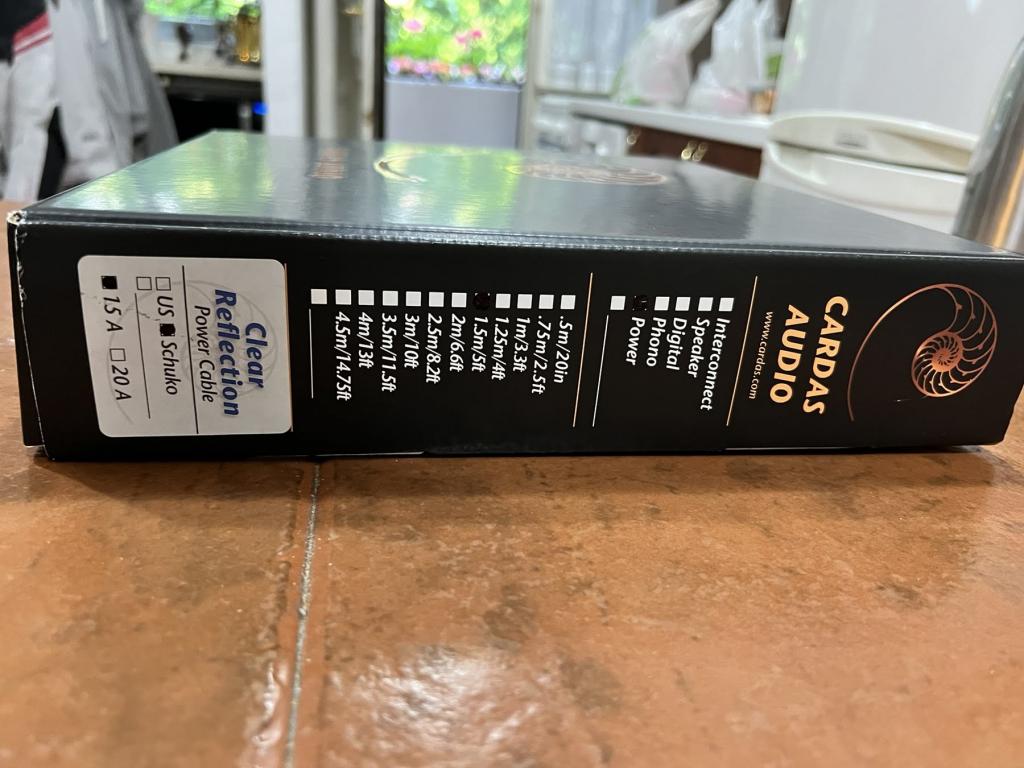 CARDAS
AUDIO
www.cardas.com
Interconnect
Speaker
Digital
Phono
Power
.5m/20in
.75m/2.5ft
1m/3.3ft
1.25m/4ft
1.5m/5ft
2m/6.6ft
2.5m/8.2ft
3m/10ft
3.5m/11.5ft
4m/13ft
4.5m/14.75ft
Clear
Reflection
Power Cable
US Schuko
15 A 20 A